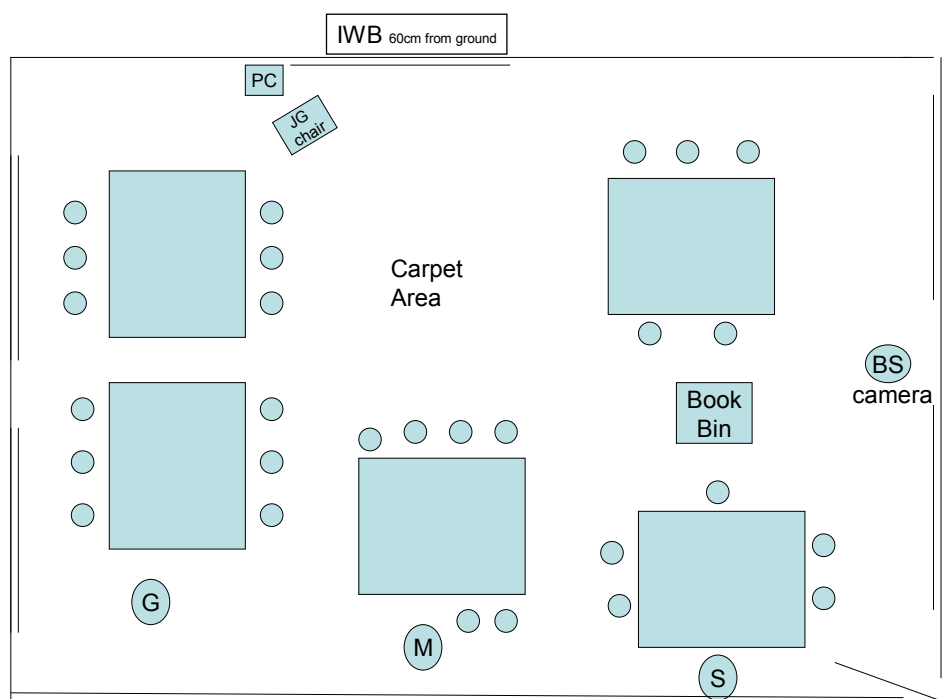 IWB 60cm from ground
PC
JG
chair
Carpet
Area
BS
camera
Book
Bin
G
M
S